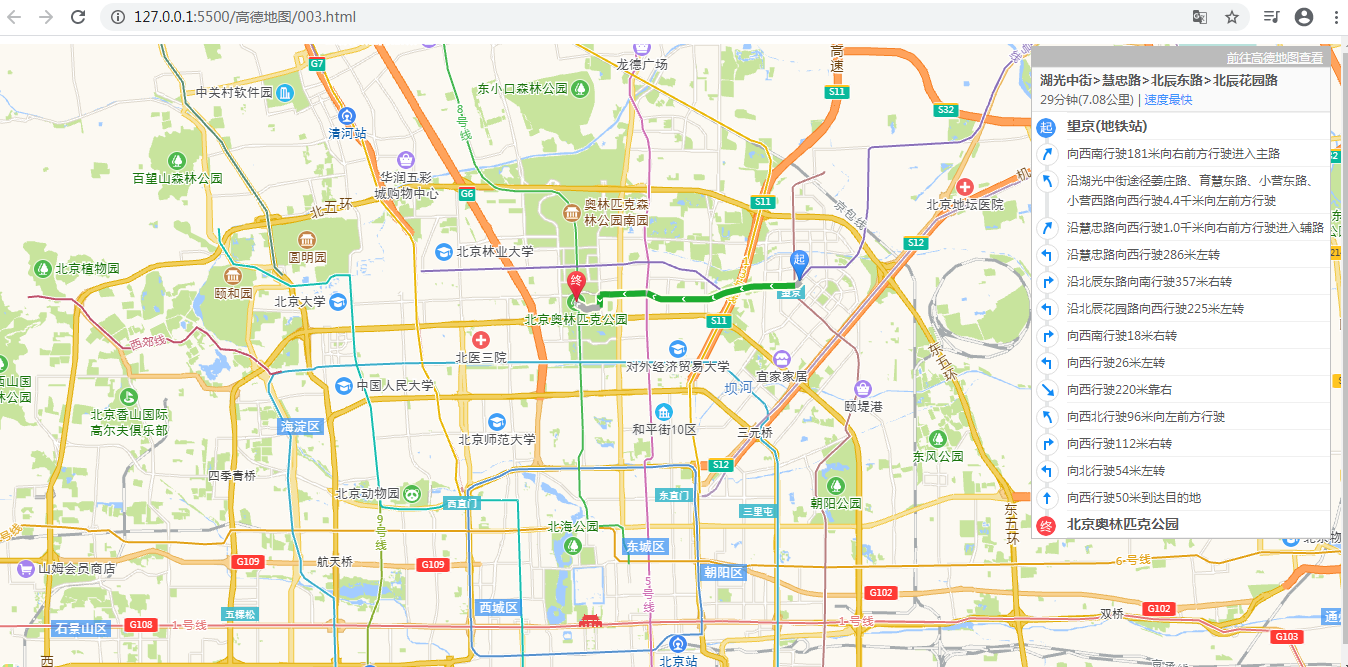 127.0.0.1:5500/高德地图/003.html
前往高德地图查看
湖光中街>慧忠路>北辰东路>北辰花园路
29分钟(7.08公里) | 速度最快
起 望京(地铁站)
向西南行驶181米向右前方行驶进入主路
沿湖光中街途径姜庄路、育慧东路、小营东路、
小营西路向西行驶4.4千米向左前方行驶
沿慧忠路向西行驶1.0千米向右前方行驶进入辅路
沿慧忠路向西行驶286米左转
沿北辰东路向南行驶357米右转
沿北辰花园路向西行驶225米左转
向西南行驶18米右转
向西行驶26米左转
向西行驶220米靠右
向西北行驶96米向左前方行驶
向西行驶112米右转
向北行驶54米左转
向西行驶50米到达目的地
终 北京奥林匹克公园
G7
龙德广场
高速
中关村软件园
东小口森林公园
S11
S32
8号线
清河站
百望山森林公园
华润五彩
城购物中心
G6
北五环
奥林匹克森
林公园南园
S11
京包线
北京地坛医院
机
S12
圆明园
北京林业大学
北京植物园
颐和园
北京大学
起
望京
终
北京奥林匹克公园
S11
西郊线
北医三院
对外经济贸易大学
宜家家居
东五环
西山国
林公园
中国人民大学
坝河
颐堤港
北京香山国际
高尔夫俱乐部
海淀区
北京师范大学
和平街10区
三元桥
东风公园
四季青桥
S12
北京动物园
西直门
东直门
三里屯
朝阳公园
东五环
9号线
北海公园
号线
东城区
山姆会员商店
G109
航天桥
G109
朝阳区
6号线
5号线
G102
五棵松
西城区
双桥
G102
石景山区
G108
1号线
1号线
G103
北京站
西